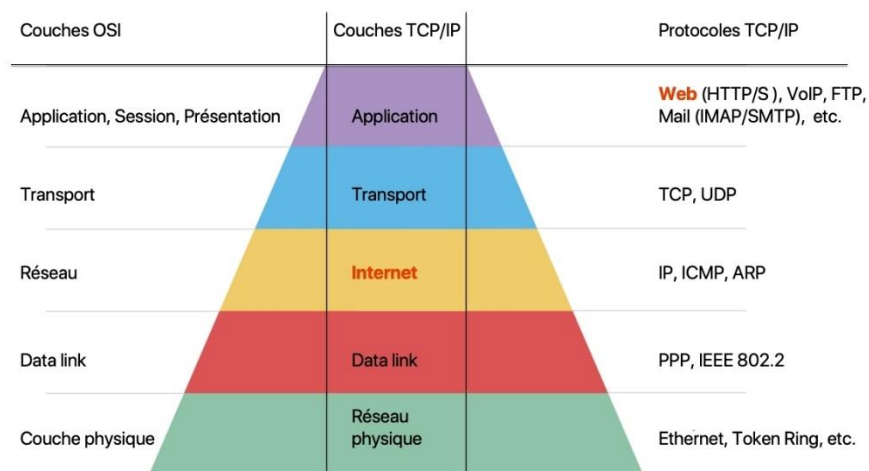 Couches OSI
Couches TCP/IP
Protocoles TCP/IP
Application, Session, Présentation
Application
Web (HTTP/S ), VoIP, FTP,
Mail (IMAP/SMTP),  etc.
Transport
Transport
TCP, UDP
Réseau
Internet
IP, ICMP, ARP
Data link
Data link
PPP, IEEE 802.2
Couche physique
Réseau
physique
Ethernet, Token Ring, etc.